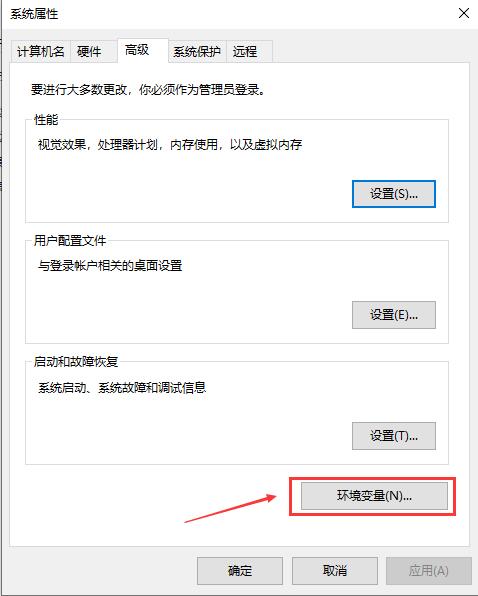 系统属性
计算机名 硬件 高级 系统保护 远程
要进行大多数更改，你必须作为管理员登录。
性能
视觉效果，处理器计划，内存使用，以及虚拟内存
设置(S)...
用户配置文件
与登录帐户相关的桌面设置
设置(E)...
启动和故障恢复
系统启动、系统故障和调试信息
设置(T)...
环境变量(N)...
确定 取消 应用(A)